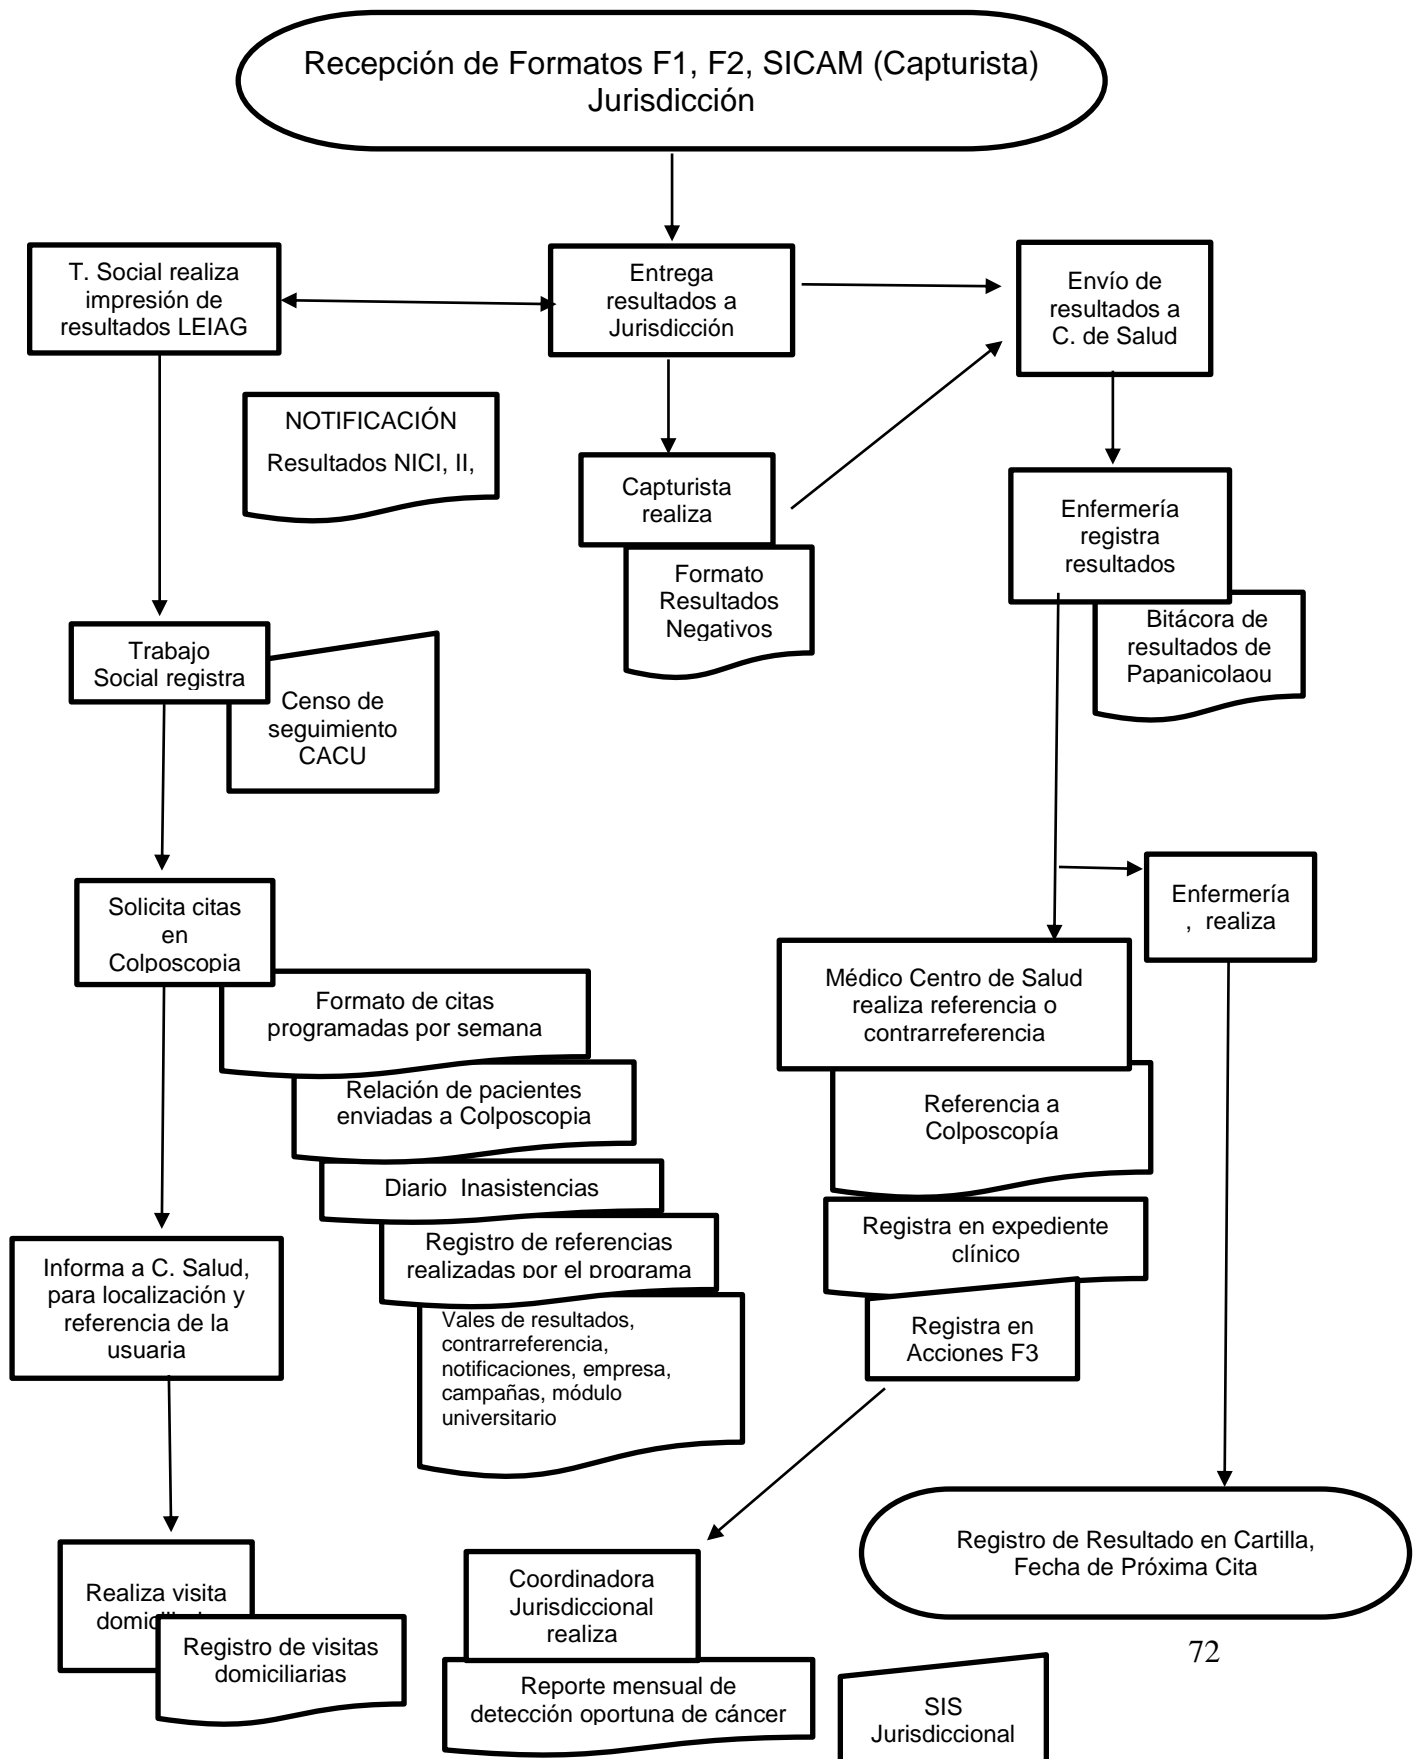 Recepción de Formatos F1, F2, SICAM (Capturista)
Jurisdicción
T. Social realiza
impresión de
resultados LEIAG
Entrega
resultados a
Jurisdicción
Envío de
resultados a
C. de Salud
NOTIFICACIÓN
Resultados NICI, II,
Capturista
realiza
Formato
Resultados
Negativos
Enfermería
registra
resultados
Bitácora de
resultados de
Papanicolaou
Trabajo
Social registra
Censo de
seguimiento
CACU
Solicita citas
en
Colposcopia
Formato de citas
programadas por semana
Relación de pacientes
enviadas a Colposcopia
Diario Inasistencias
Registro de referencias
realizadas por el programa
Vales de resultados,
contrarreferencia,
notificaciones, empresa,
campañas, módulo
universitario
Enfermería
, realiza
Médico Centro de Salud
realiza referencia o
contrarreferencia
Referencia a
Colposcopía
Registra en expediente
clínico
Registra en
Acciones F3
Informa a C. Salud,
para localización y
referencia de la
usuaria
Realiza visita
Registro de visitas
domiciliarias
Coordinadora
Jurisdiccional
realiza
Reporte mensual de
detección oportuna de cáncer
SIS
Jurisdiccional
Registro de Resultado en Cartilla,
Fecha de Próxima Cita
72